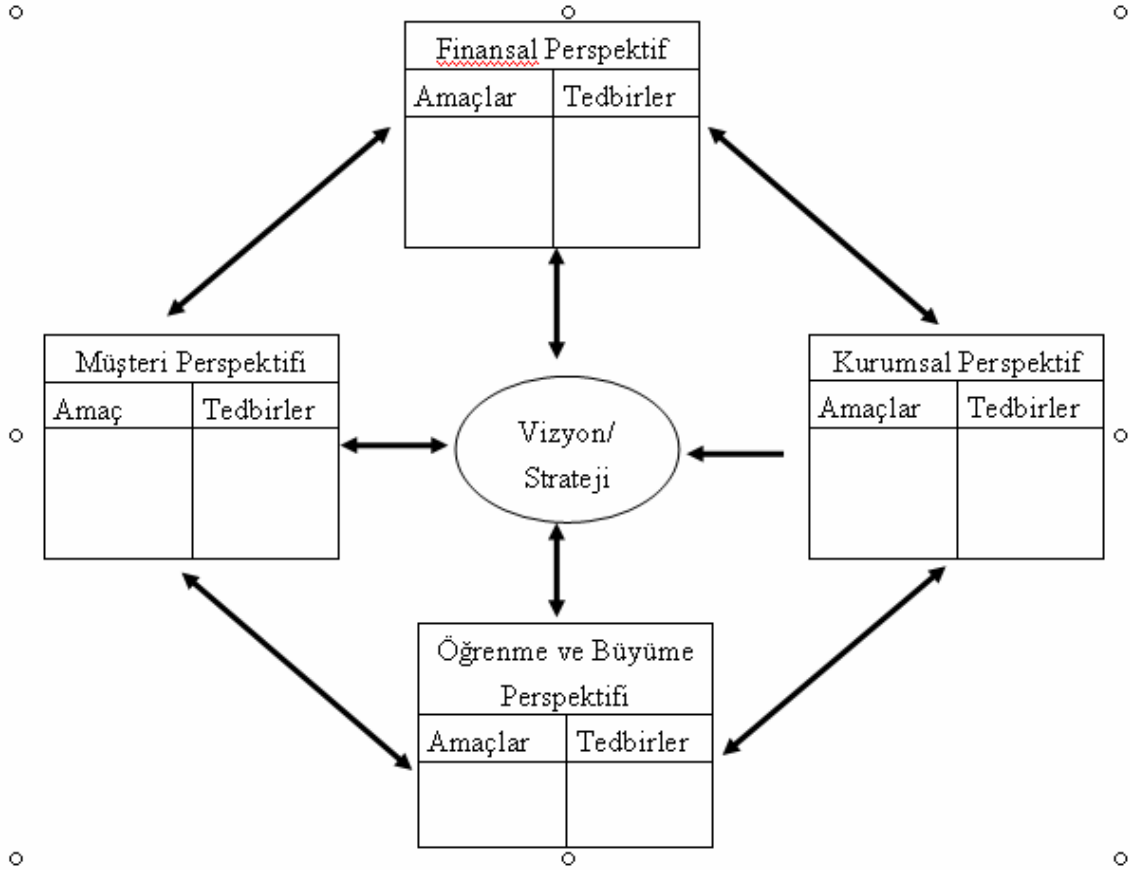 Finansal Perspektif
Amaçlar Tedbirler
Müşteri Perspektifi
Amaç Tedbirler
Vizyon/
Strateji
Kurumsal Perspektif
Amaçlar Tedbirler
Öğrenme ve Büyüme
Perspektifi
Amaçlar Tedbirler